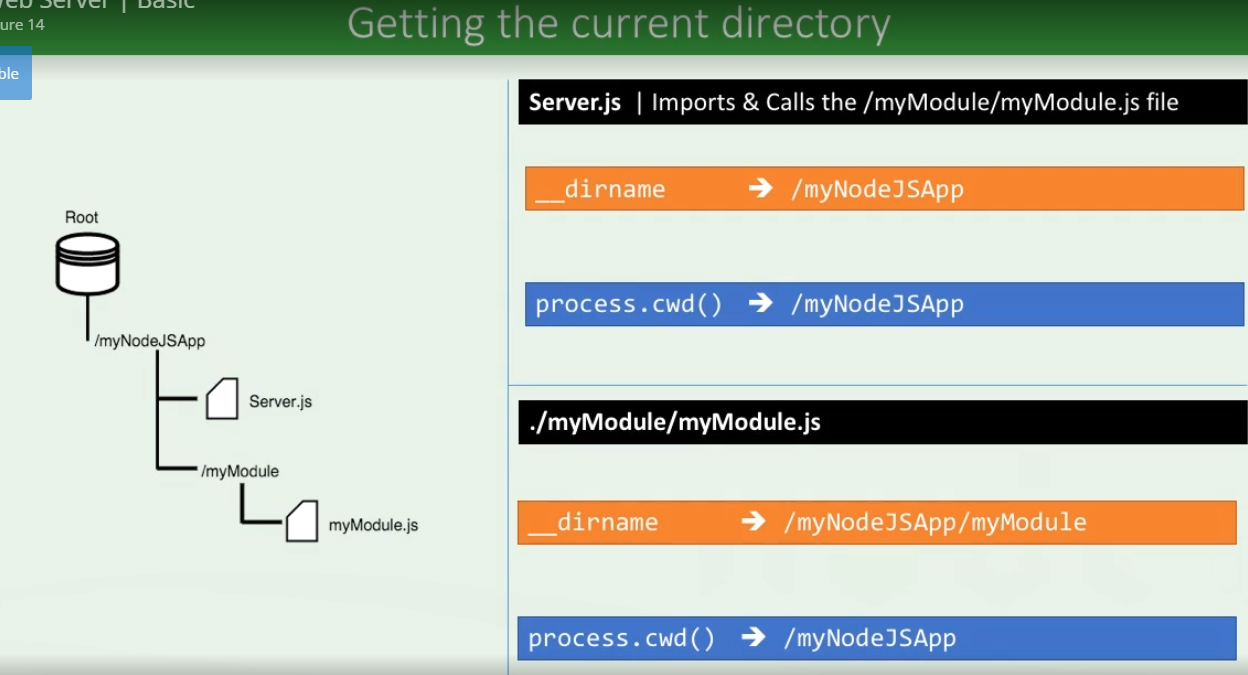 Web Server | Basic
ure 14
ble
Getting the current directory
Root
/myNodeJSApp
Server.js
/myModule
myModule.js
Server.js | Imports & Calls the /myModule/myModule.js file
__dirname ➔ /myNodeJSApp
process.cwd() ➔ /myNodeJSApp
./myModule/myModule.js
__dirname ➔ /myNodeJSApp/myModule
process.cwd() ➔ /myNodeJSApp